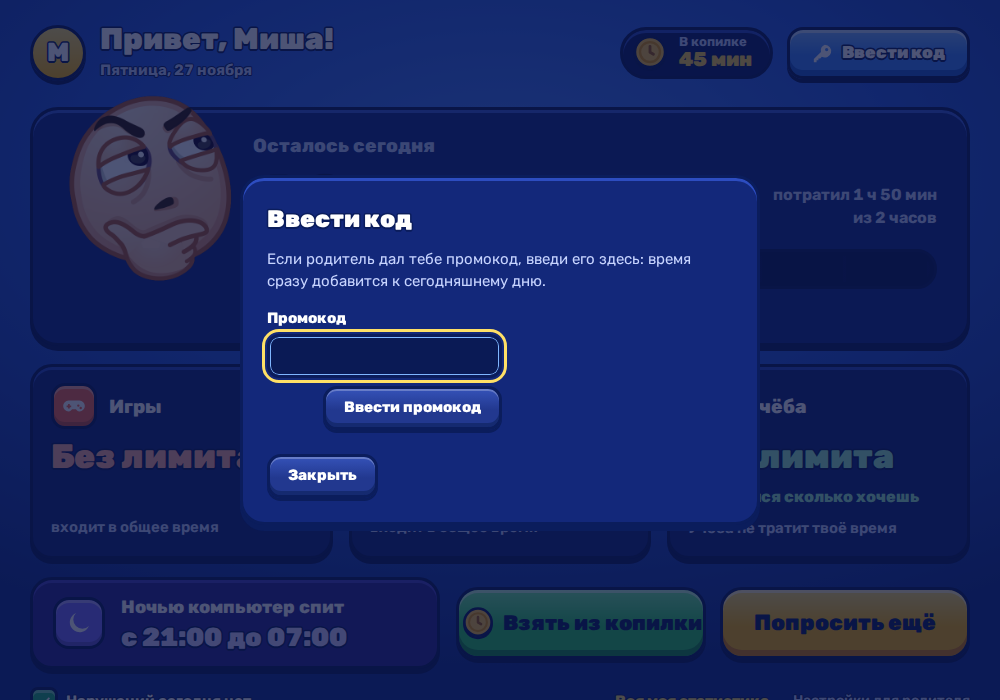 М
Привет, Миша!
Пятница, 27 ноября
В копилке
45 мин
Ввести код
Осталось сегодня
потратил 1 ч 50 мин
из 2 часов
Ввести код
Если родитель дал тебе промокод, введи его здесь: время
сразу добавится к сегодняшнему дню.
Промокод
Ввести промокод
Закрыть
Игры
Без лимита
входит в общее время
лимита
сколько хочешь
не тратит твоё время
Ночью компьютер спит
с 21:00 до 07:00
Взять из копилки
Попросить ещё